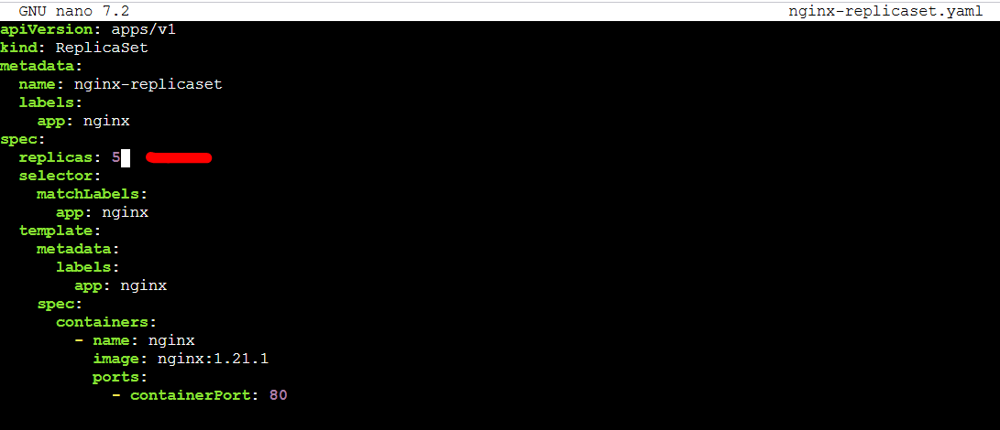 GNU nano 7.2 nginx-replicaset.yaml
apiVersion: apps/v1
kind: ReplicaSet
metadata:
  name: nginx-replicaset
  labels:
    app: nginx
spec:
  replicas: 5
  selector:
    matchLabels:
      app: nginx
  template:
    metadata:
      labels:
        app: nginx
    spec:
      containers:
        - name: nginx
          image: nginx:1.21.1
          ports:
            - containerPort: 80